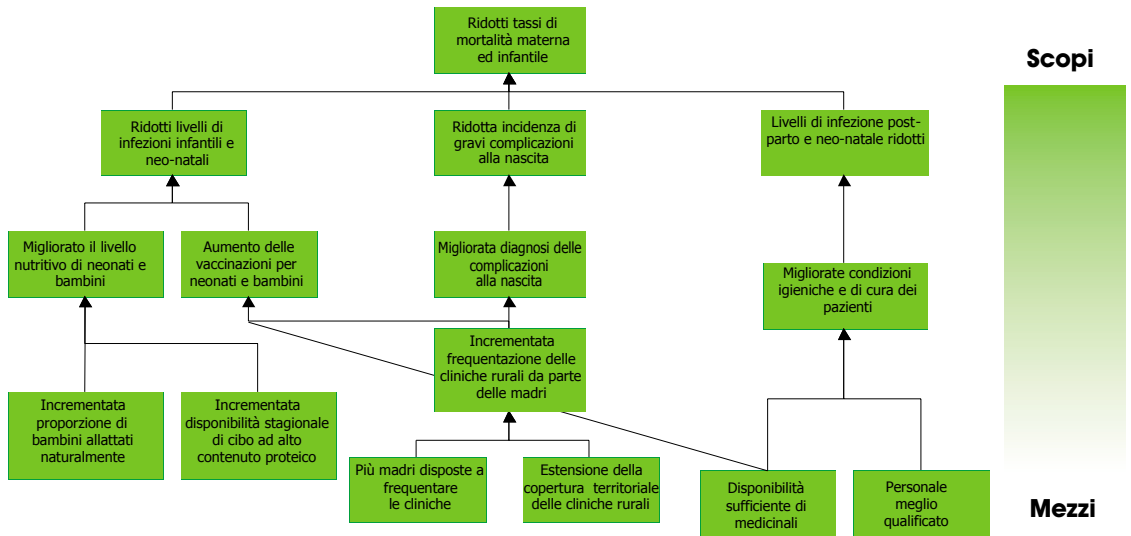 Ridotti tassi di
mortalità materna
ed infantile
Scopi
Ridotti livelli di
infezioni infantili e
neo-natali
Ridotta incidenza di
gravi complicazioni
alla nascita
Livelli di infezione post-
parto e neo-natale ridotti
Migliorato il livello
nutritivo di neonati e
bambini
Aumento delle
vaccinazioni per
neonati e bambini
Migliorata diagnosi delle
complicazioni
alla nascita
Migliorate condizioni
igieniche e di cura dei
pazienti
Incrementata
frequentazione delle
cliniche rurali da parte
delle madri
Incrementata
proporzione di
bambini allattati
naturalmente
Incrementata
disponibilità stagionale
di cibo ad alto
contenuto proteico
Più madri disposte a
frequentare
le cliniche
Estensione della
copertura territoriale
delle cliniche rurali
Disponibilità
sufficiente di
medicinali
Personale
meglio
qualificato
Mezzi